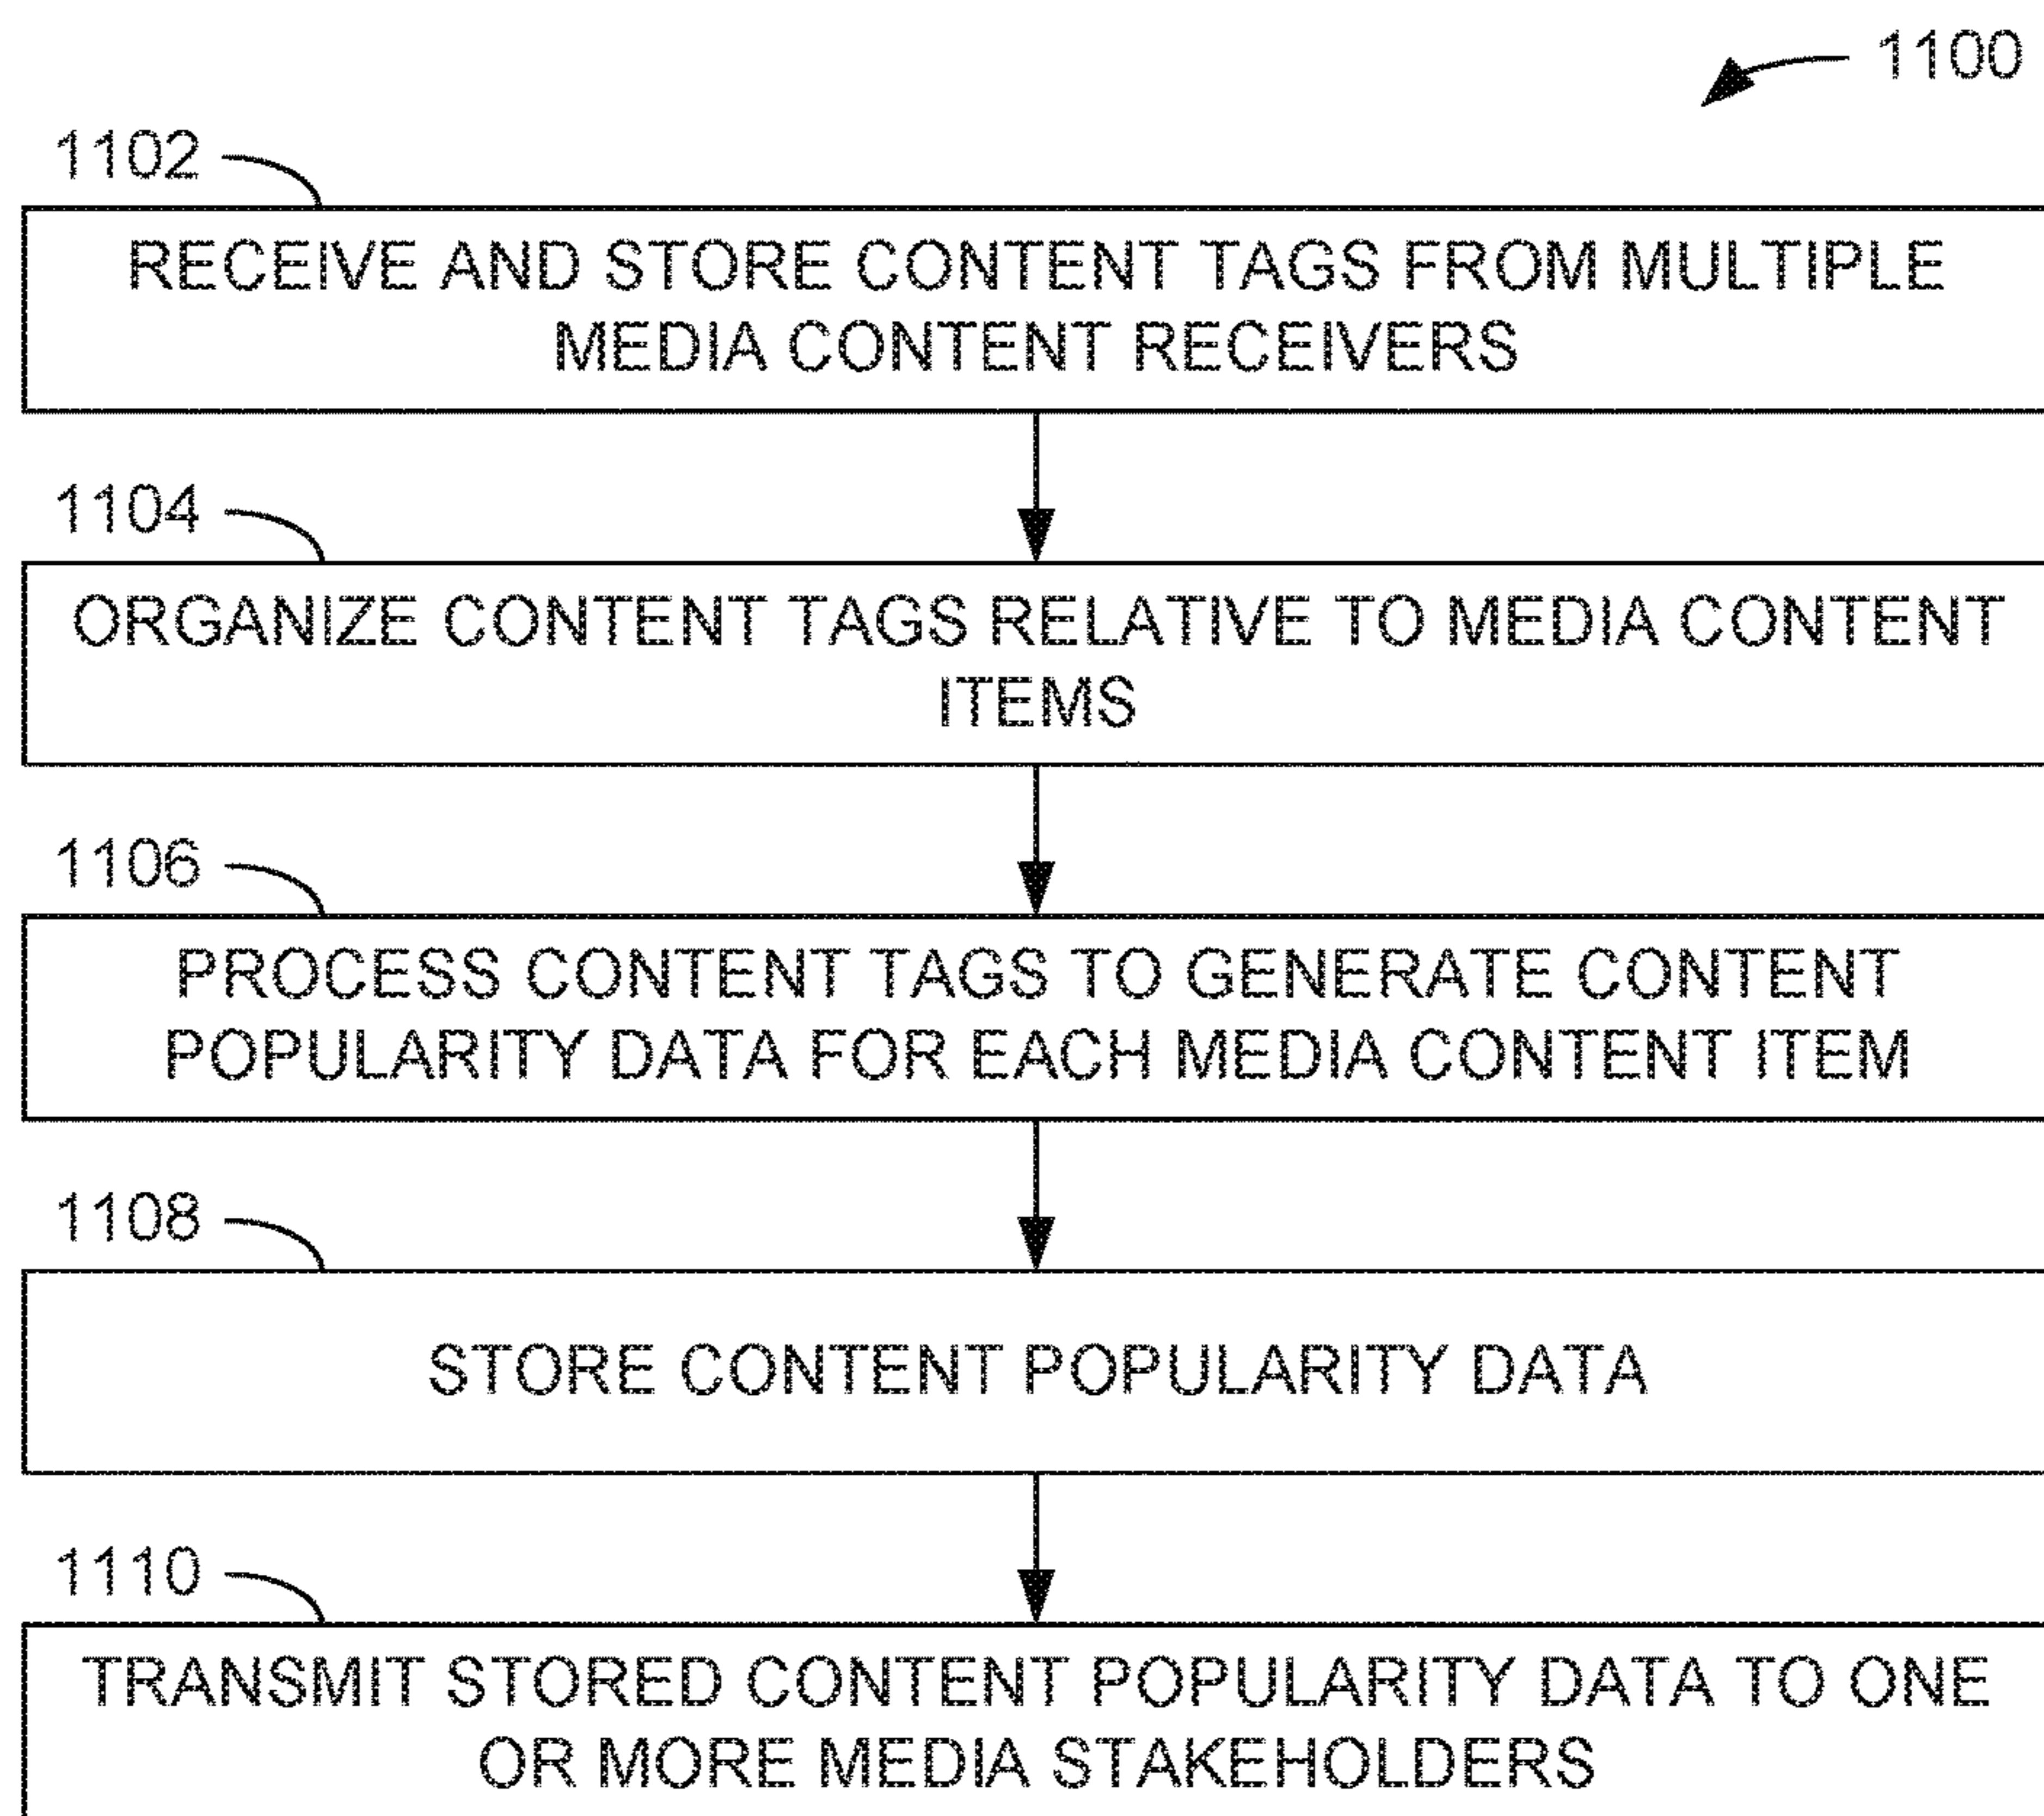 1100
1102
RECEIVE AND STORE CONTENT TAGS FROM MULTIPLE
MEDIA CONTENT RECEIVERS
1104
ORGANIZE CONTENT TAGS RELATIVE TO MEDIA CONTENT
ITEMS
1106
PROCESS CONTENT TAGS TO GENERATE CONTENT
POPULARITY DATA FOR EACH MEDIA CONTENT ITEM
1108
STORE CONTENT POPULARITY DATA
1110
TRANSMIT STORED CONTENT POPULARITY DATA TO ONE
OR MORE MEDIA STAKEHOLDERS